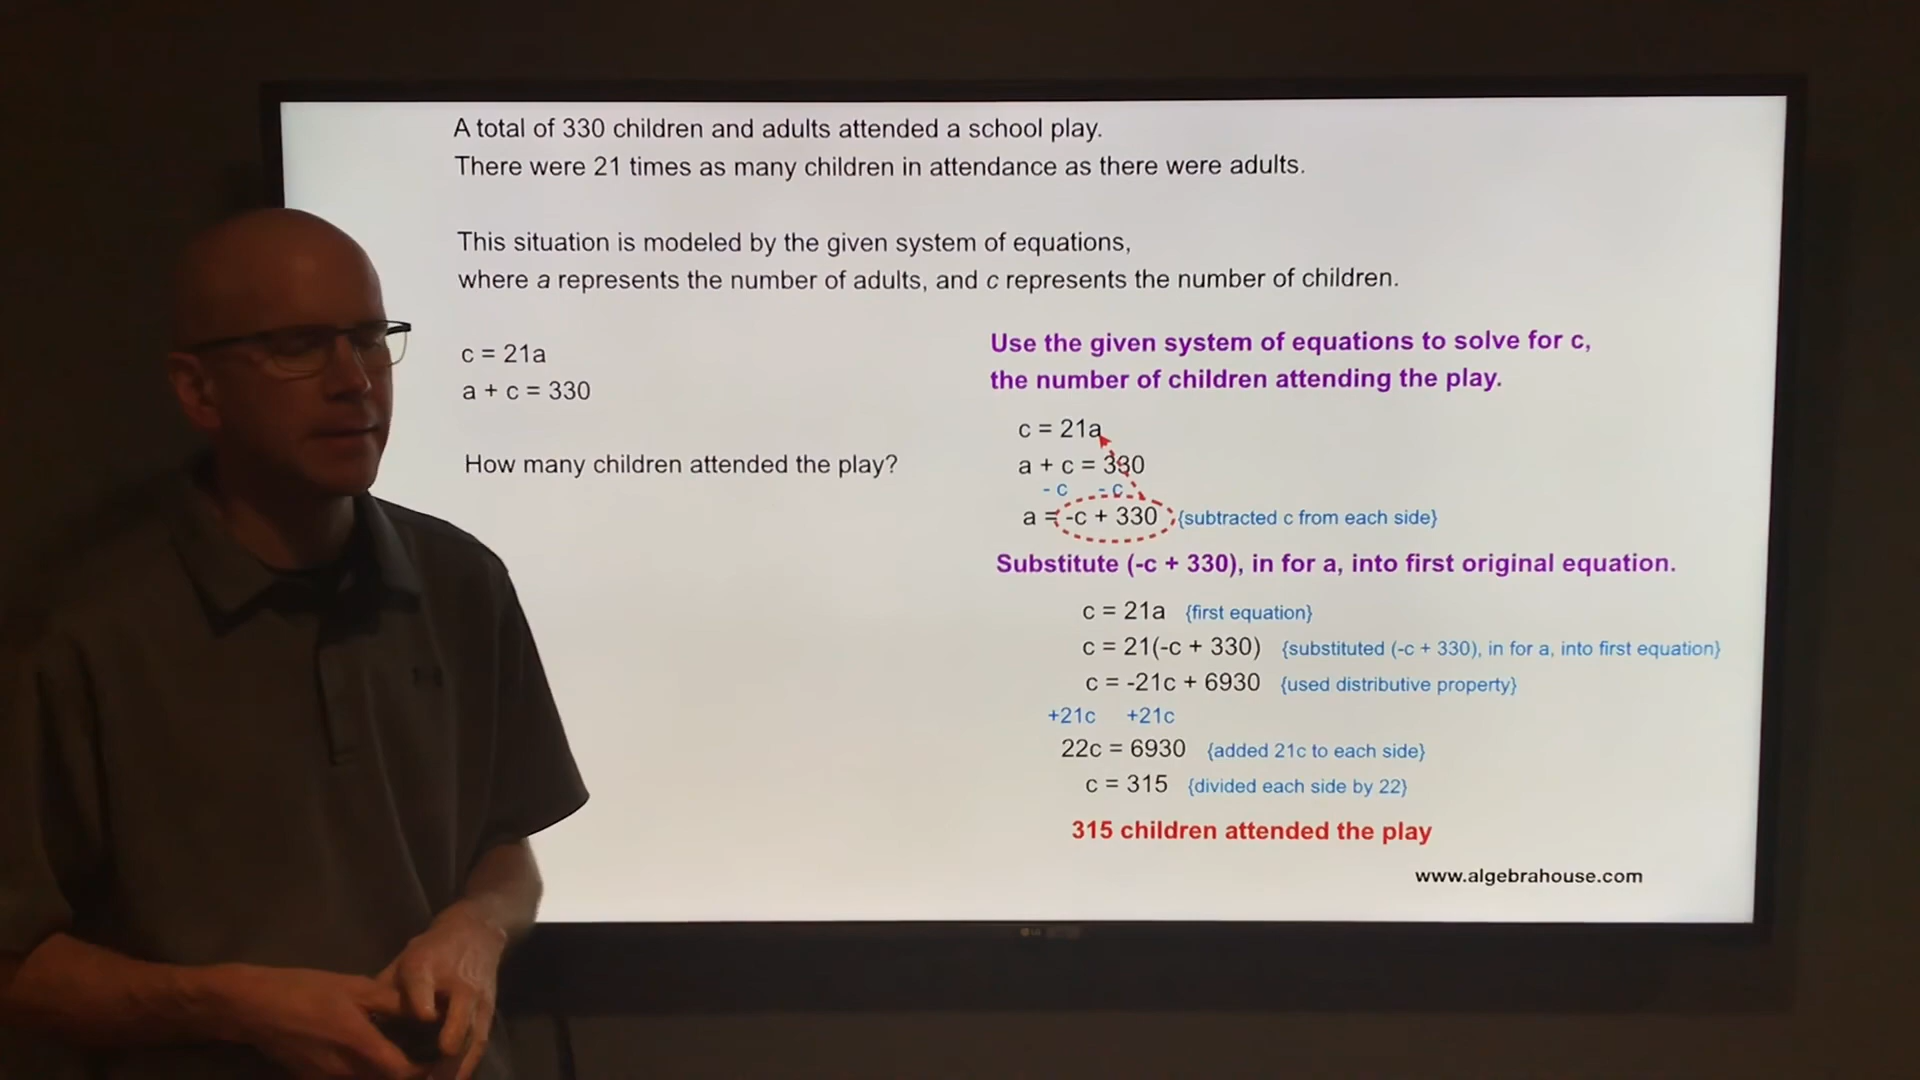 A total of 330 children and adults attended a school play.
There were 21 times as many children in attendance as there were adults.
This situation is modeled by the given system of equations,
where a represents the number of adults, and c represents the number of children.
c = 21a
a + c = 330
How many children attended the play?
Use the given system of equations to solve for c,
the number of children attending the play.
c = 21a
a + c = 330
- c - c
a = -c + 330 {subtracted c from each side}
Substitute (-c + 330), in for a, into first original equation.
c = 21a {first equation}
c = 21(-c + 330) {substituted (-c + 330), in for a, into first equation}
c = -21c + 6930 {used distributive property}
+21c +21c
22c = 6930 {added 21c to each side}
c = 315 {divided each side by 22}
315 children attended the play
www.algebrahouse.com
LG